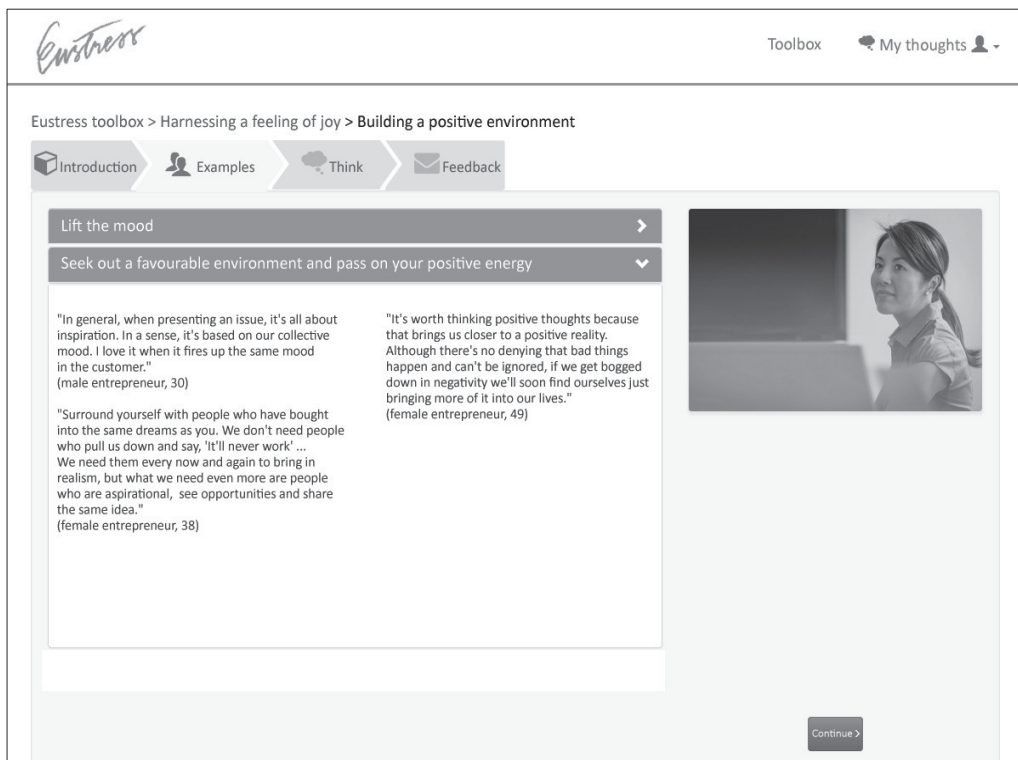 Eustress
Toolbox
My thoughts
Eustress toolbox > Harnessing a feeling of joy > Building a positive environment
Introduction
Examples
Think
Feedback
Lift the mood
Seek out a favourable environment and pass on your positive energy
"In general, when presenting an issue, it's all about
inspiration. In a sense, it's based on our collective
mood. I love it when it fires up the same mood
in the customer."
(male entrepreneur, 30)
"Surround yourself with people who have bought
into the same dreams as you. We don't need people
who pull us down and say, 'It'll never work' ...
We need them every now and again to bring in
realism, but what we need even more are people
who are aspirational, see opportunities and share
the same idea."
(female entrepreneur, 38)
"It's worth thinking positive thoughts because
that brings us closer to a positive reality.
Although there's no denying that bad things
happen and can't be ignored, if we get bogged
down in negativity we'll soon find ourselves just
bringing more of it into our lives."
(female entrepreneur, 49)
Continue >